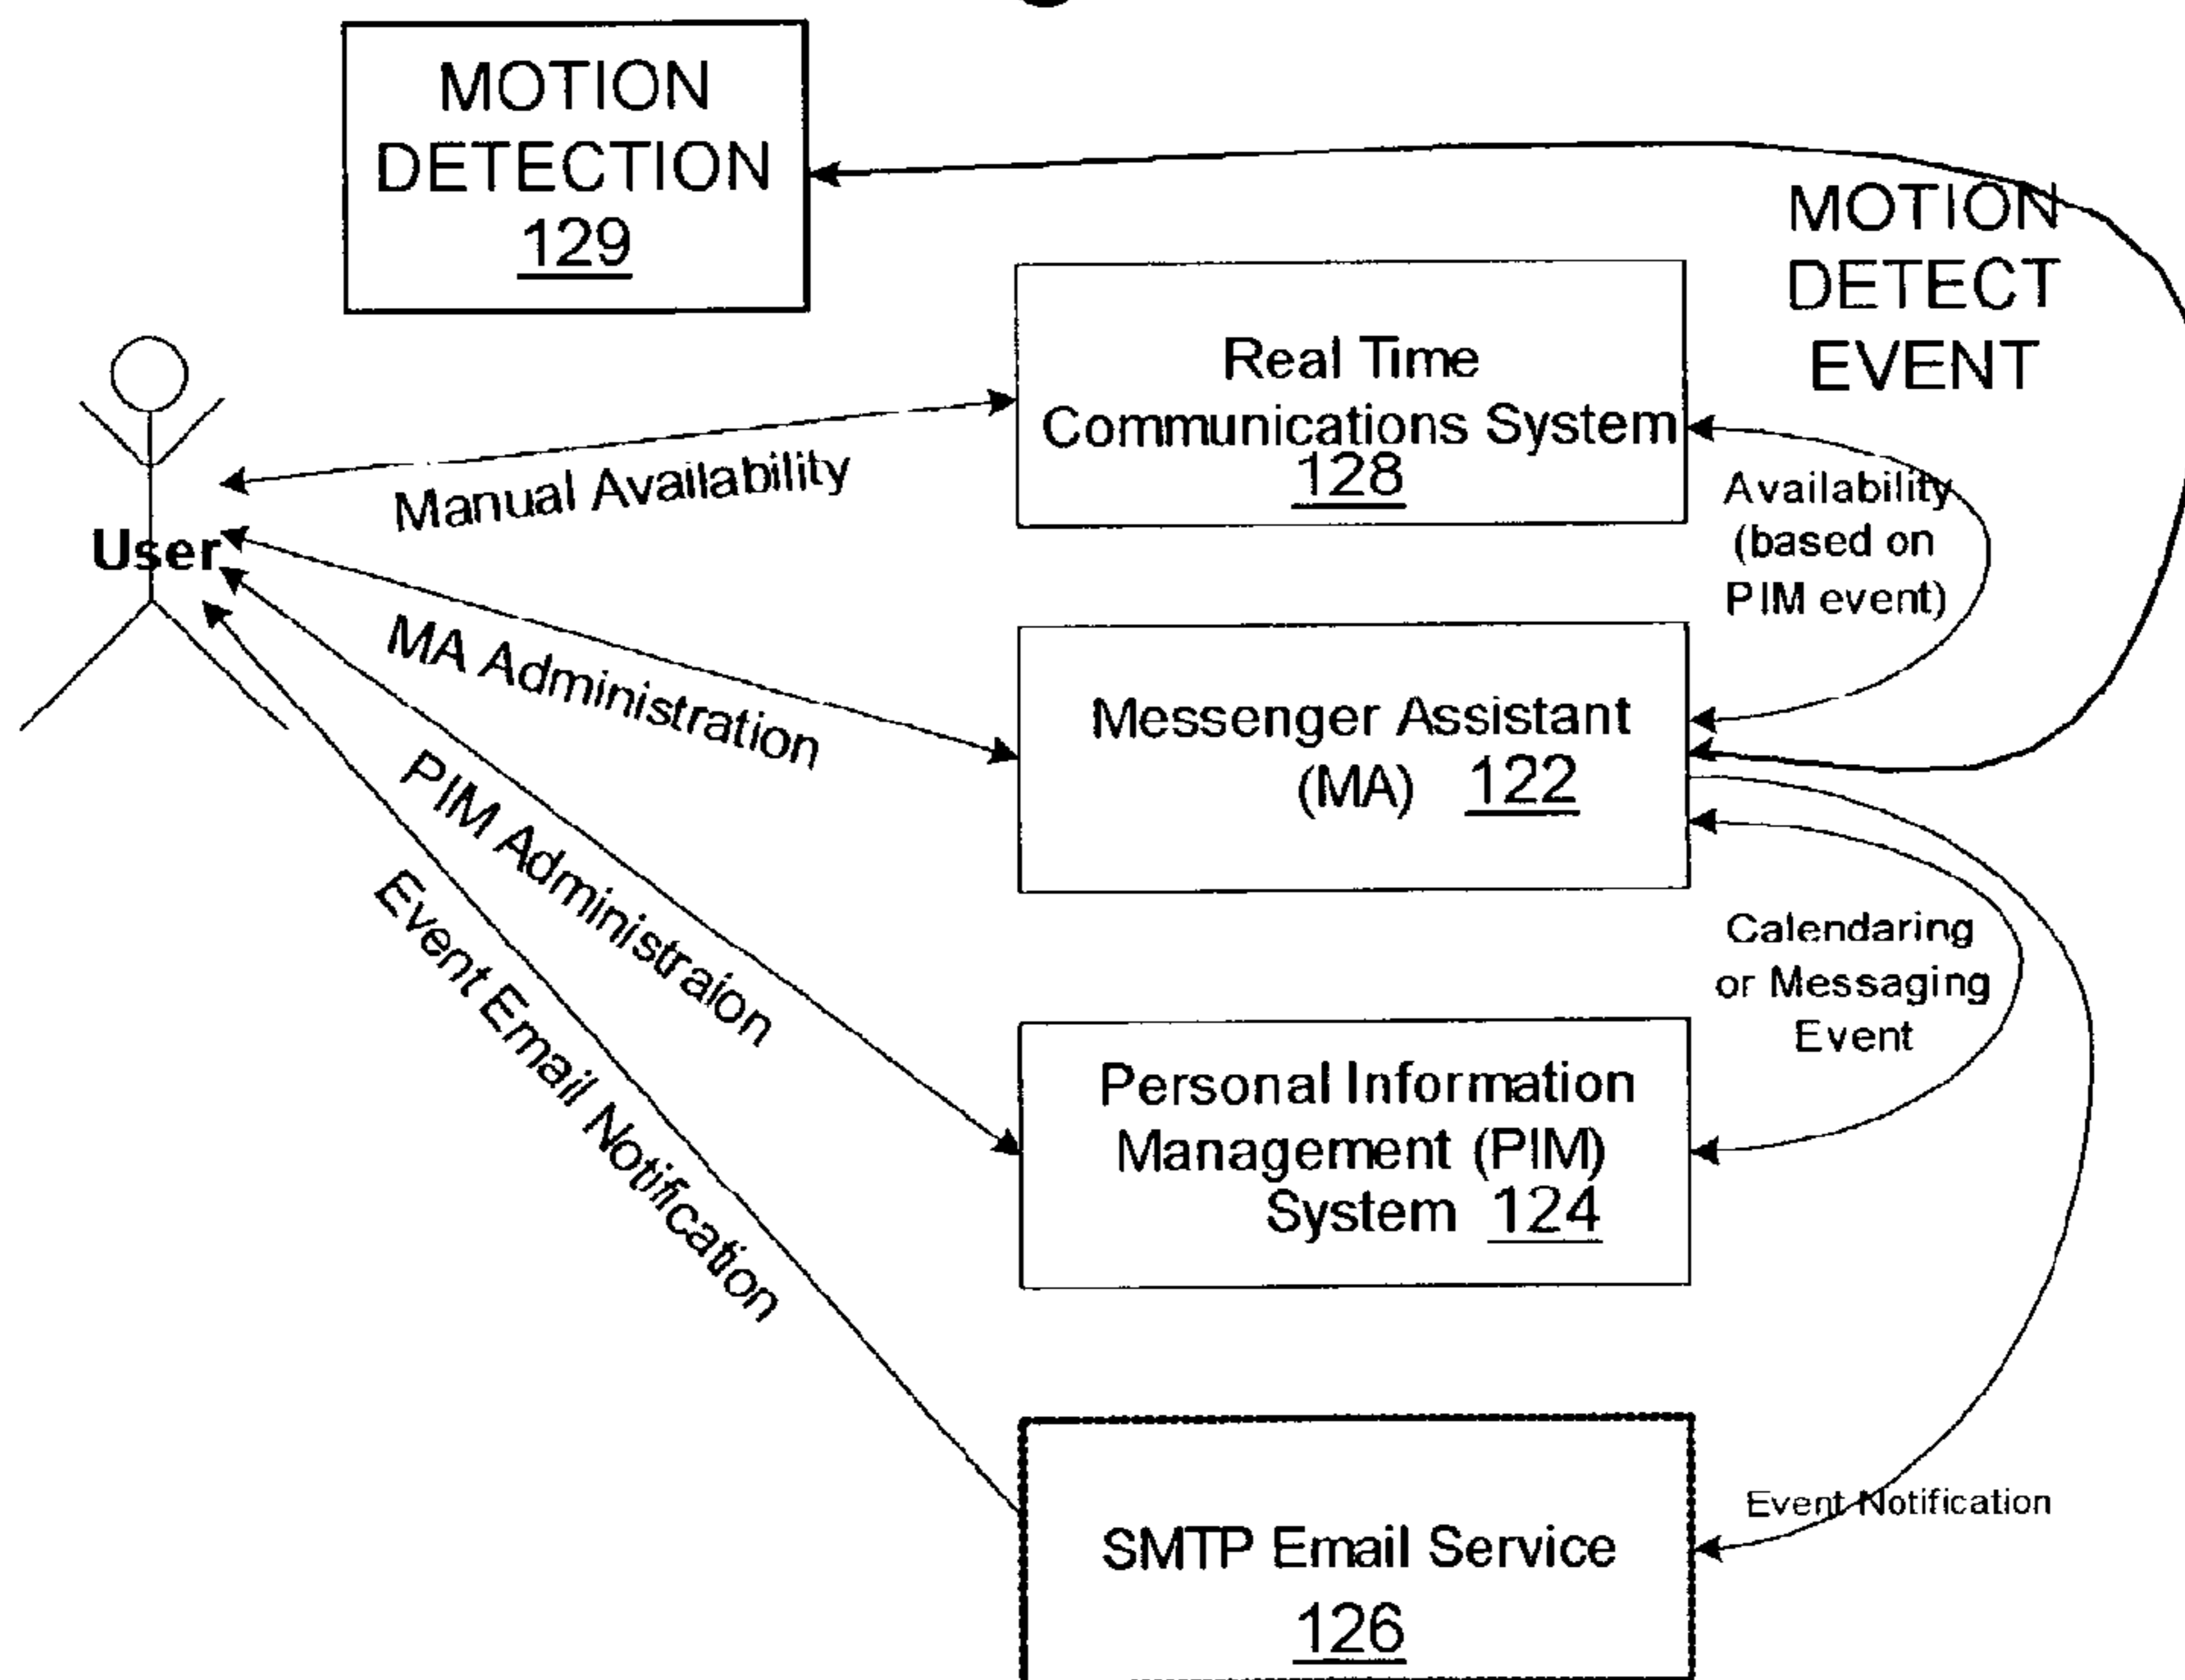 MOTION
DETECTION
129
MOTION
DETECT
EVENT
Real Time
Communications System
128
Manual Availability
Availability
(based on
PIM event)
User
MA Administration
Messenger Assistant
(MA) 122
PIM Administraion
Event Email Notification
Calendaring
or Messaging
Event
Personal Information
Management (PIM)
System 124
Event Notification
SMTP Email Service
126